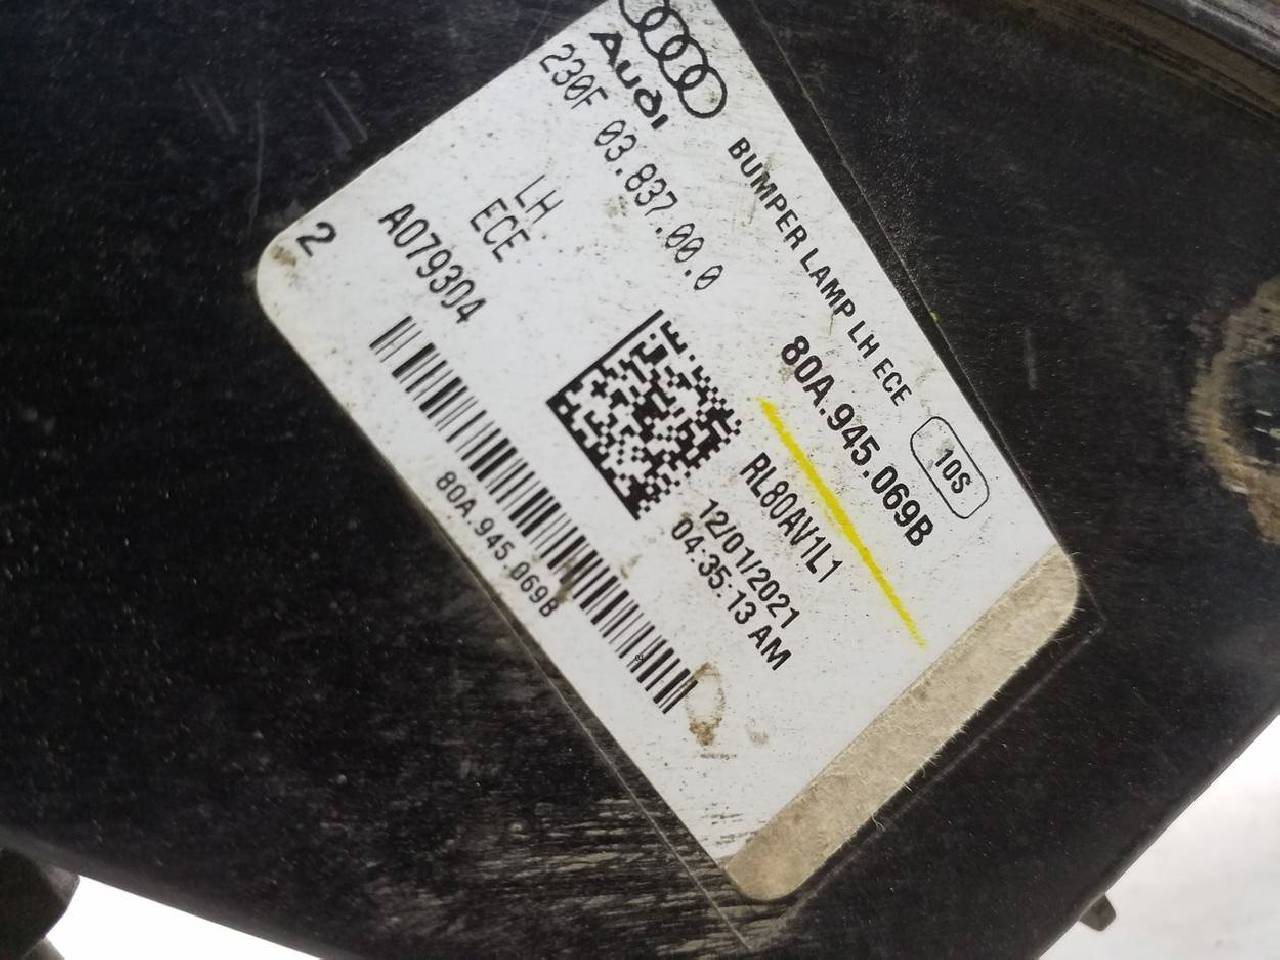 Audi
BUMPER LAMP LH ECE
10S
230F 03.837.00.0
80A.945.069B
LH
ECE
RL80AV1L1
A079304
12/01/2021
04:35:13 AM
2
80A.945.069B